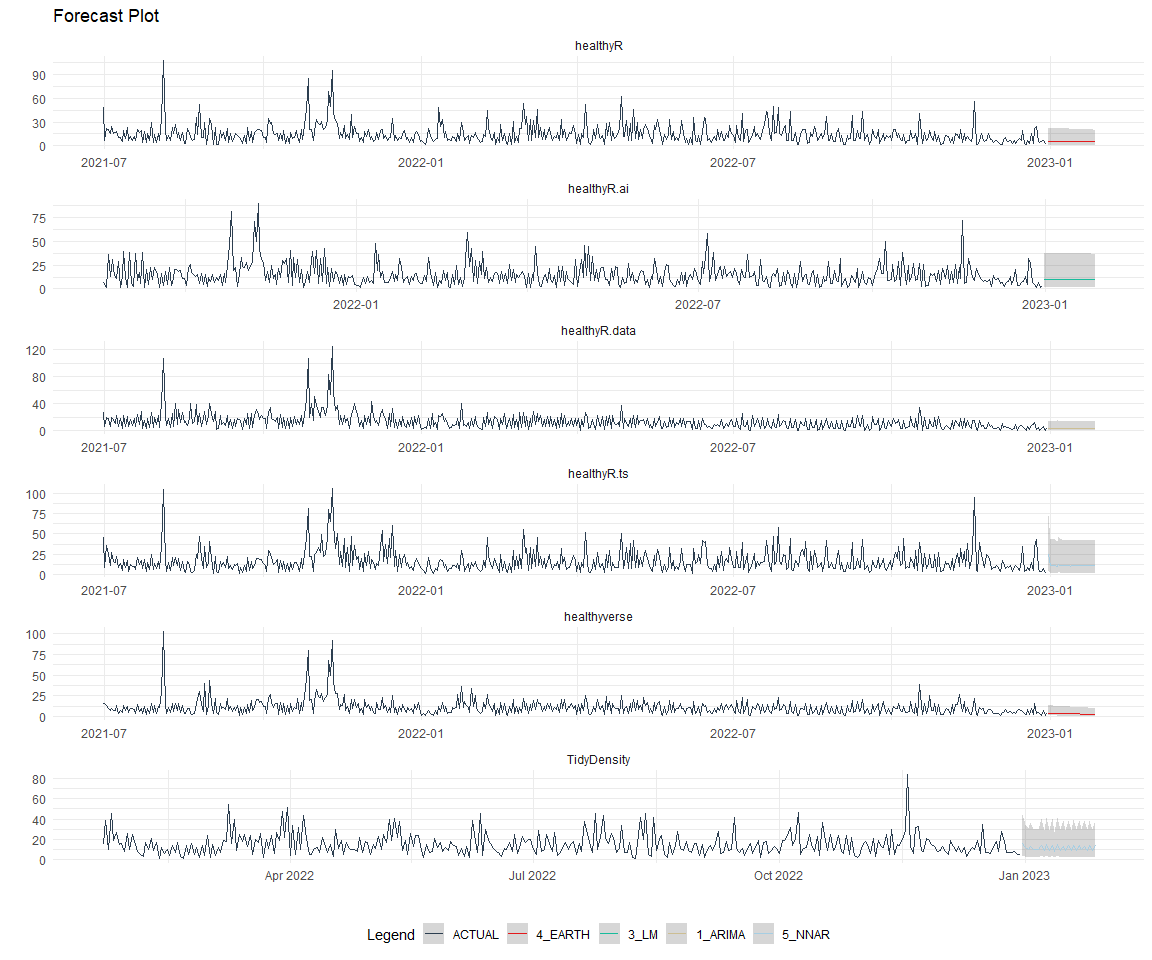 Forecast Plot
healthyR
90
60
30
0
2021-07 2022-01 2022-07 2023-01
healthyR.ai
75
50
25
0
2022-01 2022-07 2023-01
healthyR.data
120
80
40
0
2021-07 2022-01 2022-07 2023-01
healthyR.ts
100
75
50
25
0
2021-07 2022-01 2022-07 2023-01
healthyverse
100
75
50
25
0
2021-07 2022-01 2022-07 2023-01
TidyDensity
80
60
40
20
0
Apr 2022 Jul 2022 Oct 2022 Jan 2023
Legend ACTUAL 4_EARTH 3_LM 1_ARIMA 5_NNAR